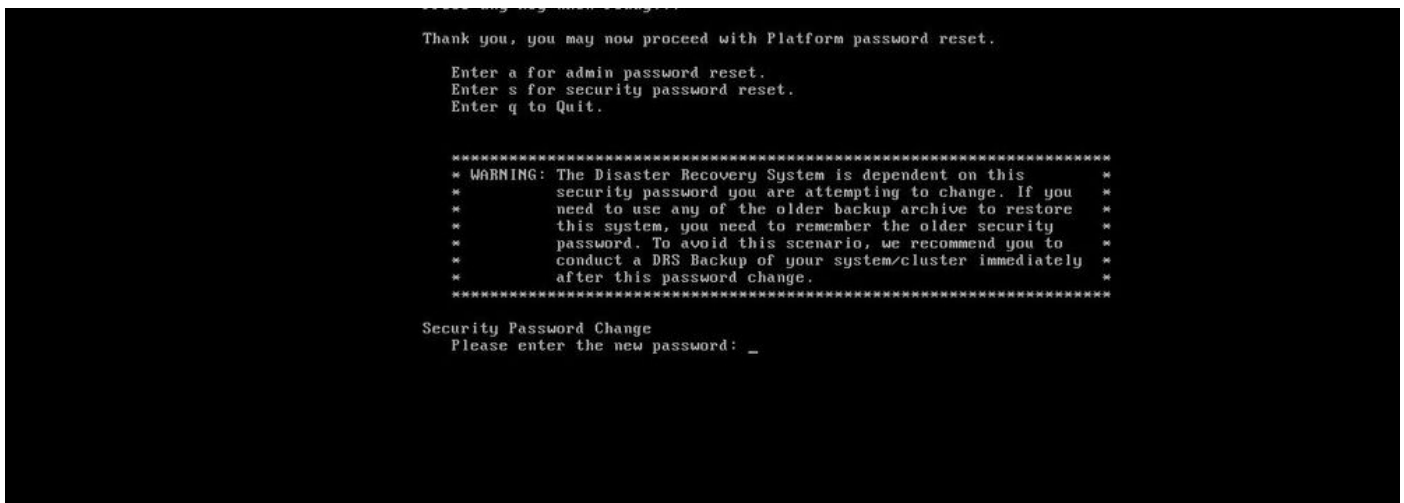 Thank you, you may now proceed with Platform password reset.
Enter a for admin password reset.
Enter s for security password reset.
Enter q to Quit.
**********************************************************************
* WARNING: The Disaster Recovery System is dependent on this *
* security password you are attempting to change. If you *
* need to use any of the older backup archive to restore *
* this system, you need to remember the older security *
* password. To avoid this scenario, we recommend you to *
* conduct a DRS Backup of your system/cluster immediately *
* after this password change. *
**********************************************************************
Security Password Change
Please enter the new password: _